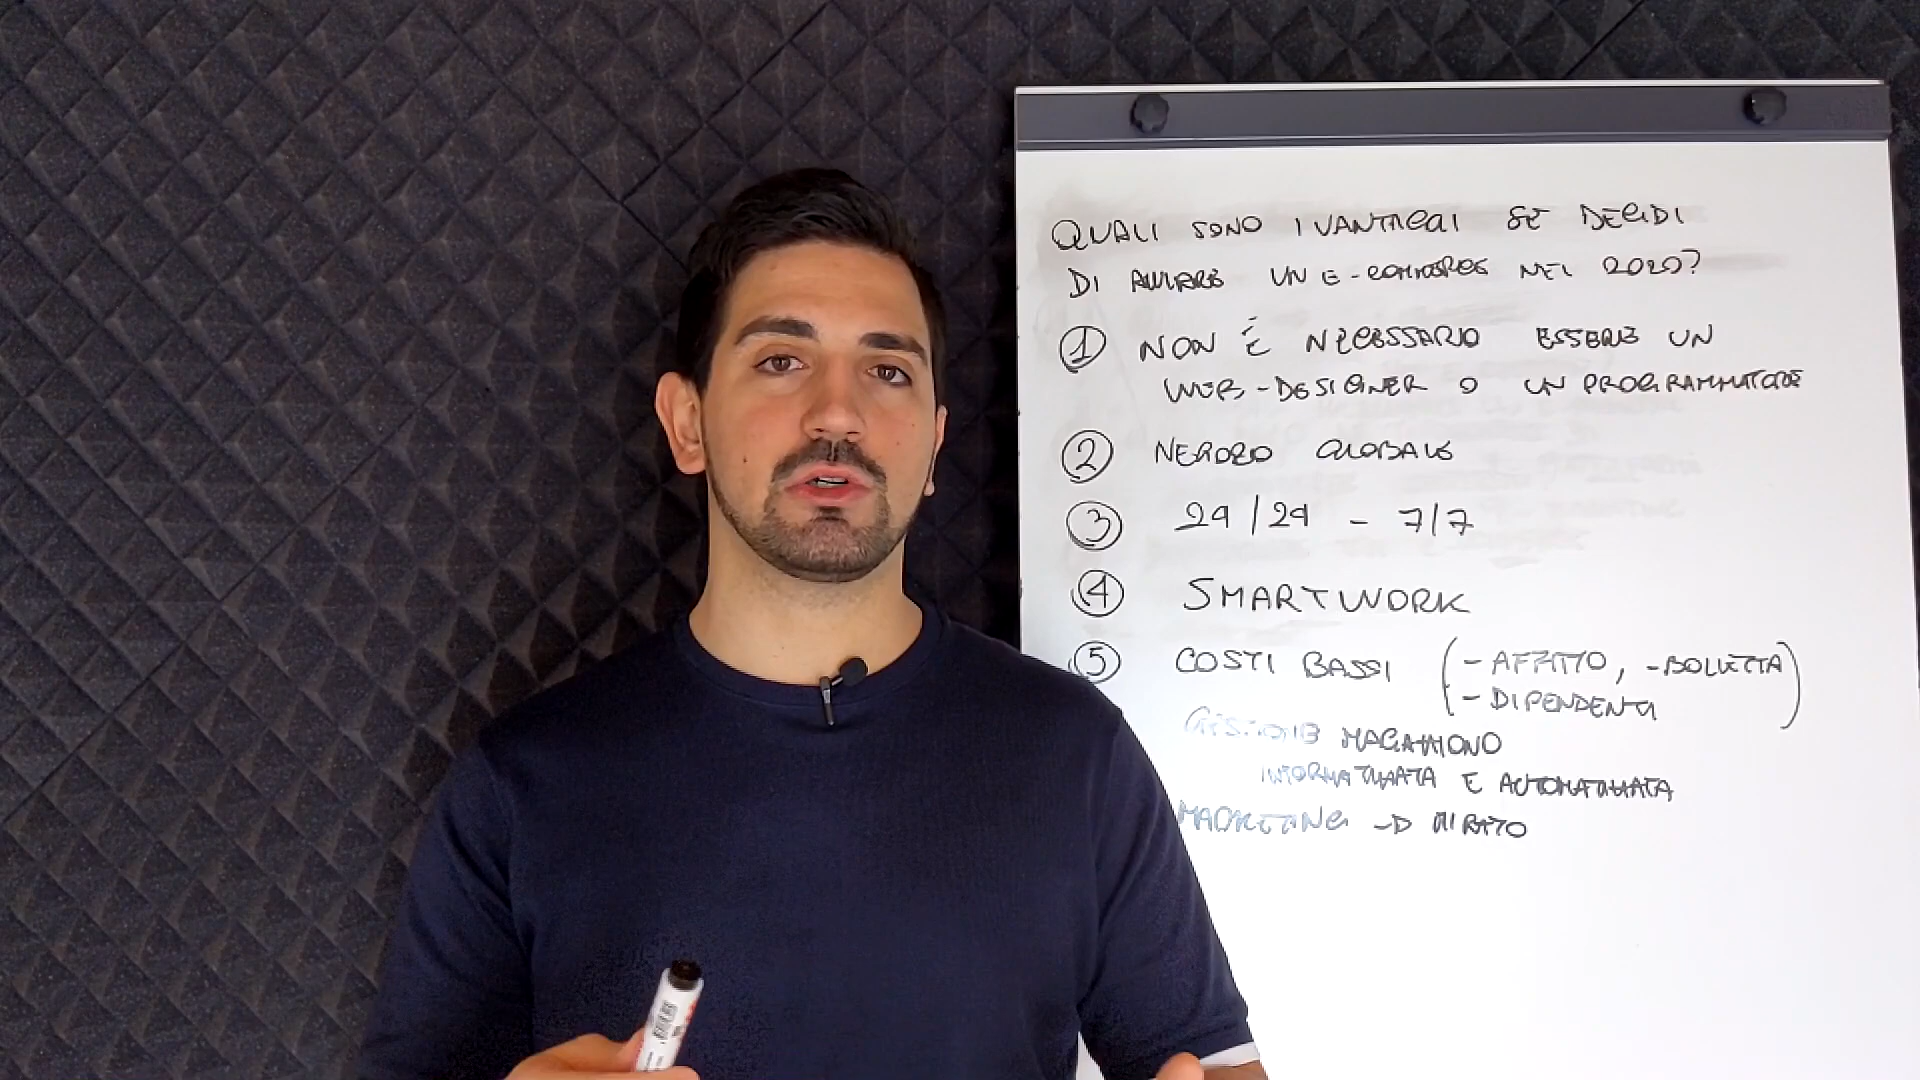 QUALI SONO I VANTAGGI SE DECIDI
DI AVVIARE UN E-COMMERCE NEL 2020?
1 NON È NECESSARIO ESSERE UN
WEB-DESIGNER O UN PROGRAMMATORE
2 NEGOZIO GLOBALE
3 24/24 - 7/7
4 SMARTWORK
5 COSTI BASSI (- AFFITTO, - BOLLETTA
- DIPENDENTI)
GESTIONE MAGAZZINO
INFORMATIZZATA E AUTOMATIZZATA
MARKETING -> MIRATO